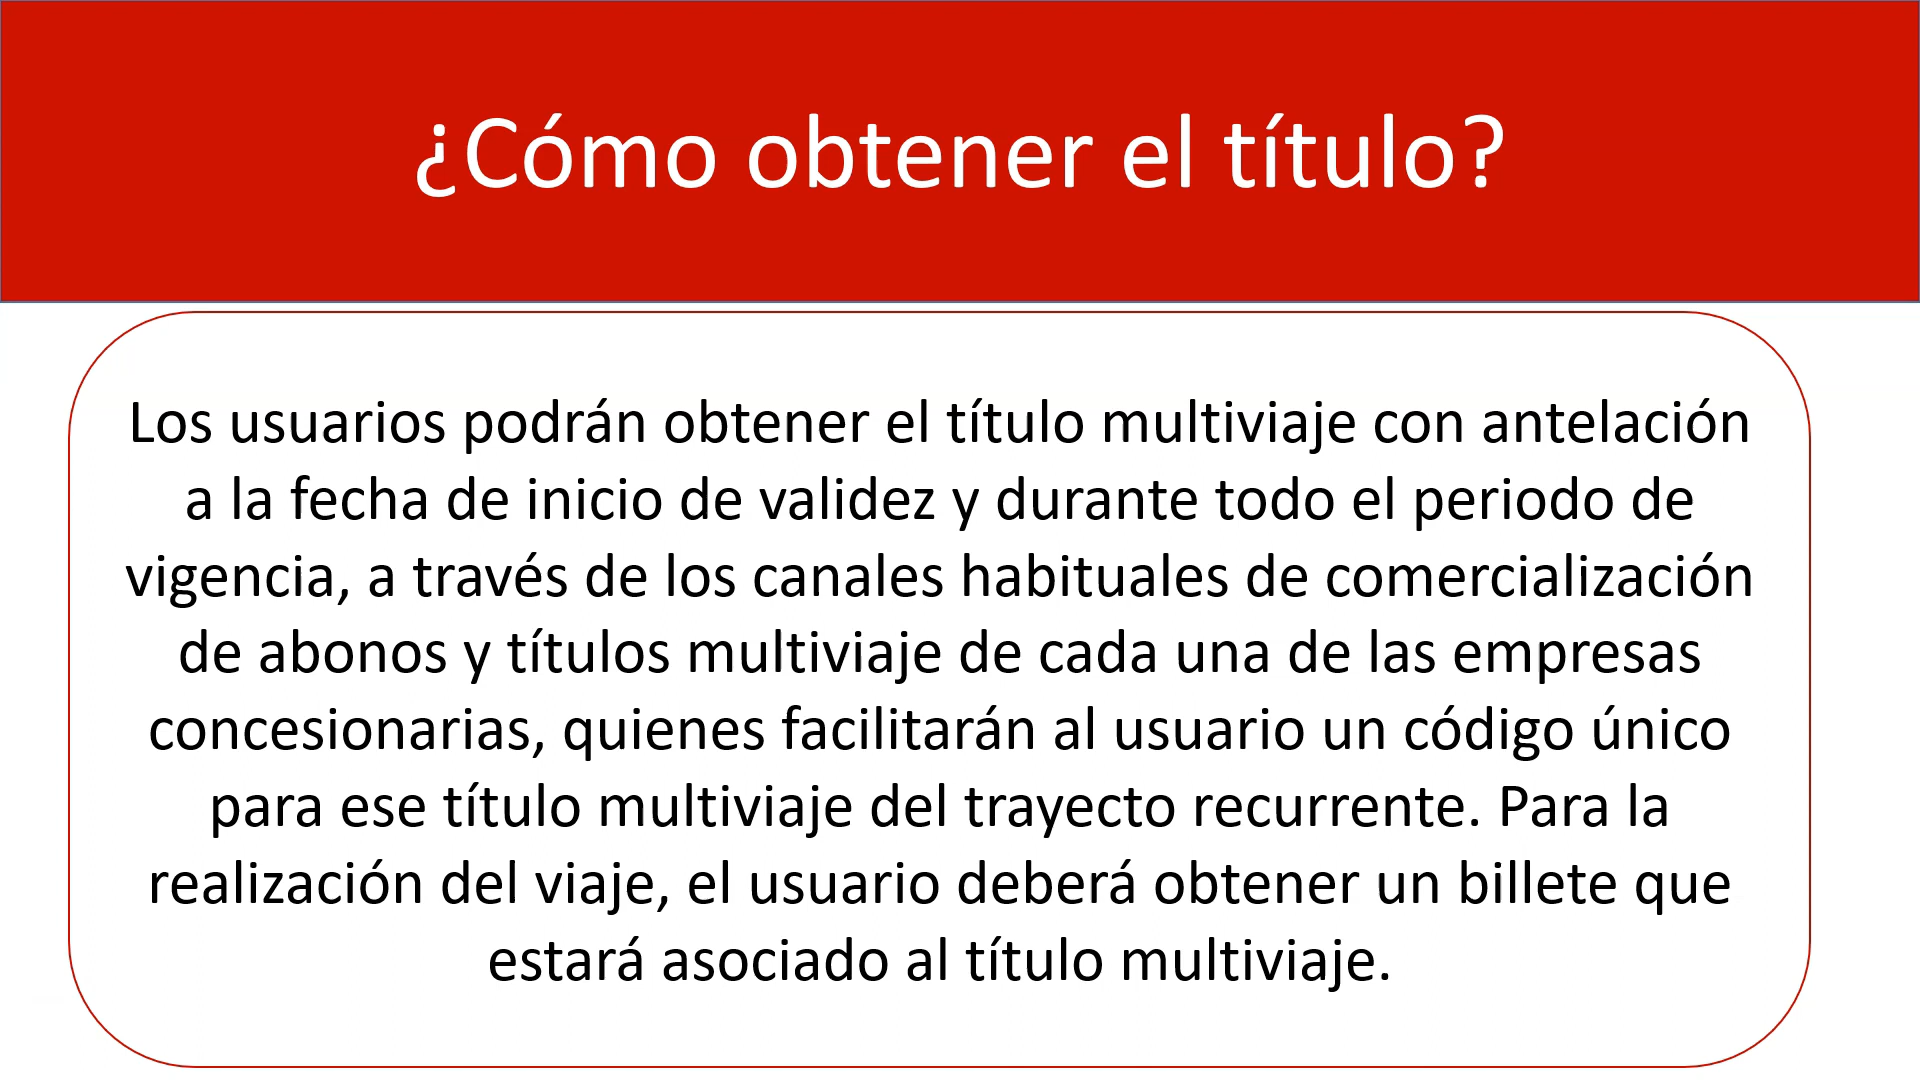 ¿Cómo obtener el título?
Los usuarios podrán obtener el título multiviaje con antelación
a la fecha de inicio de validez y durante todo el periodo de
vigencia, a través de los canales habituales de comercialización
de abonos y títulos multiviaje de cada una de las empresas
concesionarias, quienes facilitarán al usuario un código único
para ese título multiviaje del trayecto recurrente. Para la
realización del viaje, el usuario deberá obtener un billete que
estará asociado al título multiviaje.